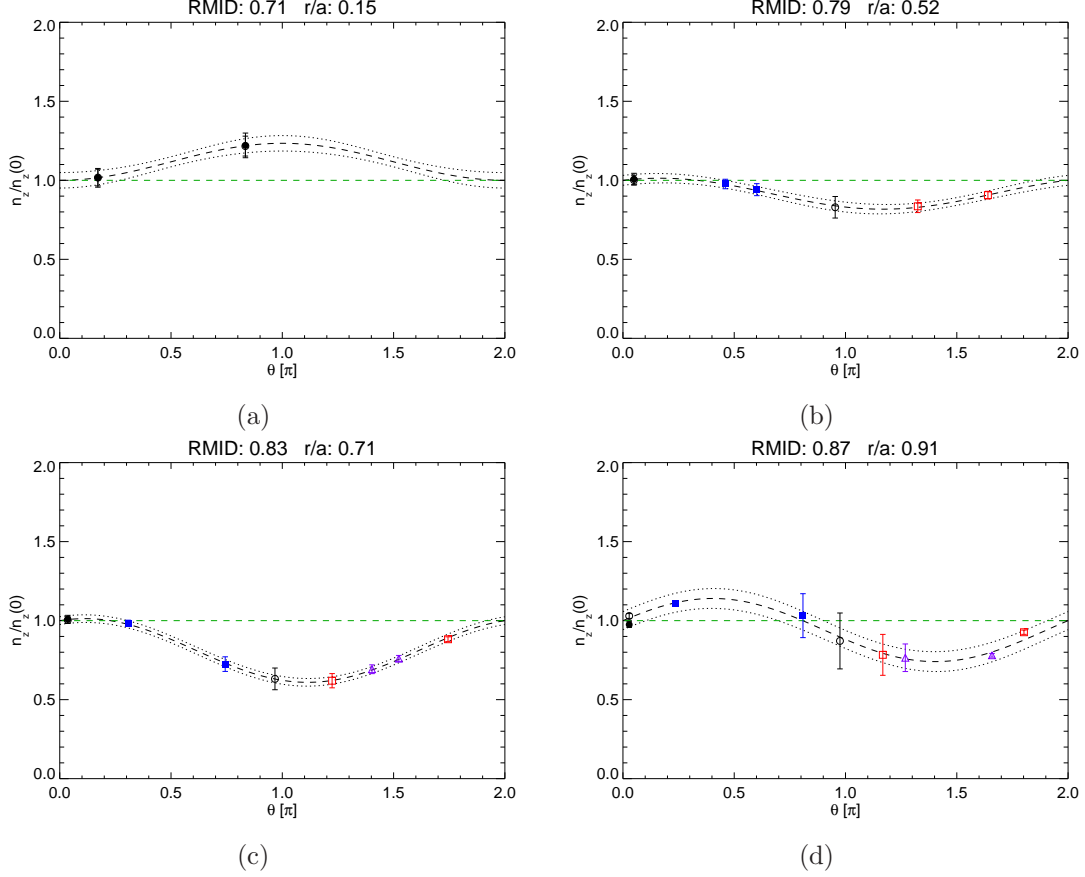 RMID: 0.71 r/a: 0.15
2.0
1.5
1.0
0.5
0.0
n_z/n_z(0)
0.0 0.5 1.0 1.5 2.0
θ [π]
(a)
RMID: 0.79 r/a: 0.52
2.0
1.5
1.0
0.5
0.0
n_z/n_z(0)
0.0 0.5 1.0 1.5 2.0
θ [π]
(b)
RMID: 0.83 r/a: 0.71
2.0
1.5
1.0
0.5
0.0
n_z/n_z(0)
0.0 0.5 1.0 1.5 2.0
θ [π]
(c)
RMID: 0.87 r/a: 0.91
2.0
1.5
1.0
0.5
0.0
n_z/n_z(0)
0.0 0.5 1.0 1.5 2.0
θ [π]
(d)